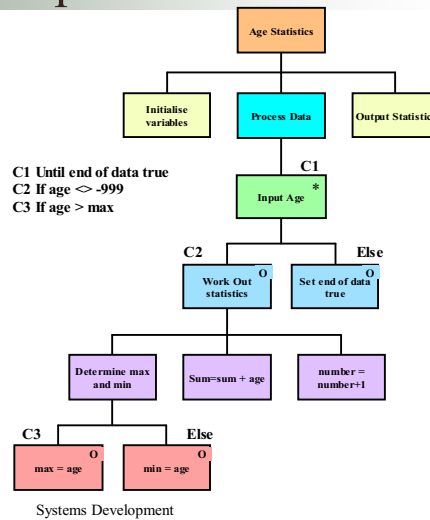 Age Statistics
Initialise
variables
Process Data
Output Statistic
C1 Until end of data true
C2 If age <> -999
C3 If age > max
C1
*
Input Age
C2
Else
O
Work Out
statistics
O
Set end of data
true
Determine max
and min
Sum=sum + age
number =
number+1
C3
Else
O
max = age
O
min = age
Systems Development